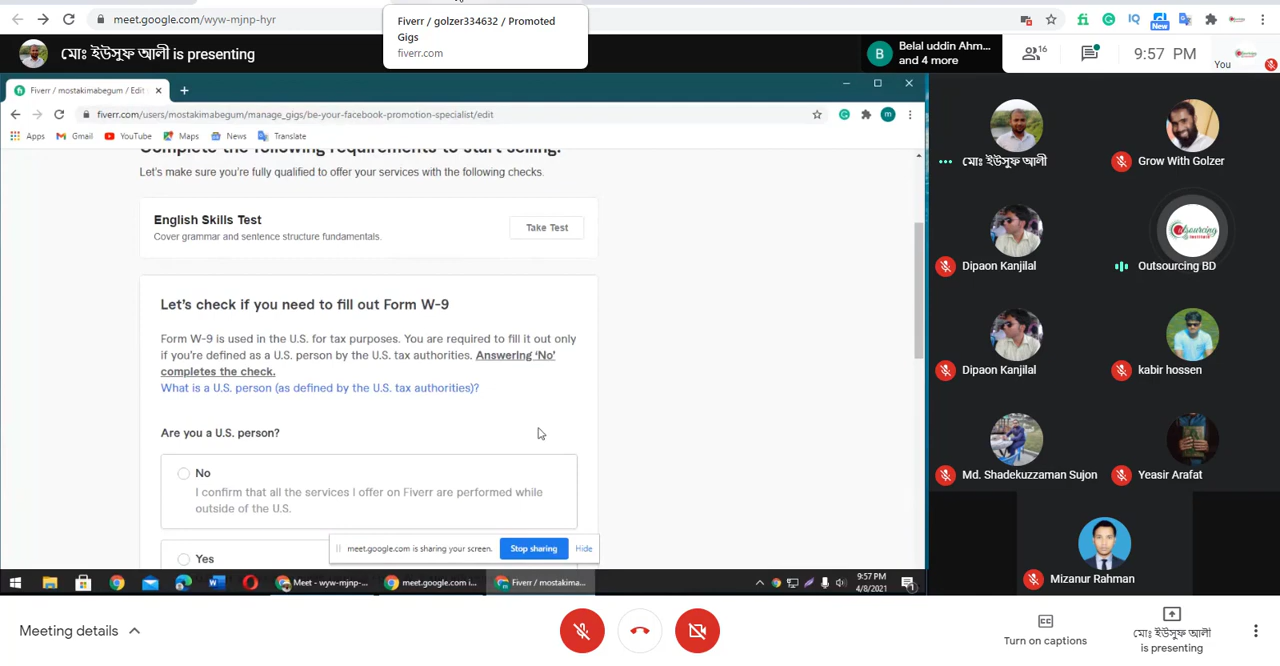 meet.google.com/wyw-mjnp-hyr
Fiverr / golzer334632 / Promoted
Gigs
fiverr.com
New
মোঃ ইউসুফ আলী is presenting
B
Belal uddin Ahm...
and 4 more
16
9:57 PM
You
Fiverr / mostakimabegum / Edit
fiverr.com/users/mostakimabegum/manage_gigs/be-your-facebook-promotion-specialist/edit
m
Apps
Gmail
YouTube
Maps
News
Translate
Complete the following requirements to start selling.
Let's make sure you're fully qualified to offer your services with the following checks.
English Skills Test
Cover grammar and sentence structure fundamentals.
Take Test
Let's check if you need to fill out Form W-9
Form W-9 is used in the U.S. for tax purposes. You are required to fill it out only
if you're defined as a U.S. person by the U.S. tax authorities. Answering 'No'
completes the check.
What is a U.S. person (as defined by the U.S. tax authorities)?
Are you a U.S. person?
No
I confirm that all the services I offer on Fiverr are performed while
outside of the U.S.
Yes
meet.google.com is sharing your screen.
Stop sharing
Hide
Meet - wyw-mjnp-...
meet.google.com i...
Fiverr / mostakima...
9:57 PM
4/8/2021
1
মোঃ ইউসুফ আলী
Grow With Golzer
Dipaon Kanjilal
Outsourcing BD
Dipaon Kanjilal
kabir hossen
Md. Shadekuzzaman Sujon
Yeasir Arafat
Mizanur Rahman
Meeting details
Turn on captions
মোঃ ইউসুফ আলী
is presenting